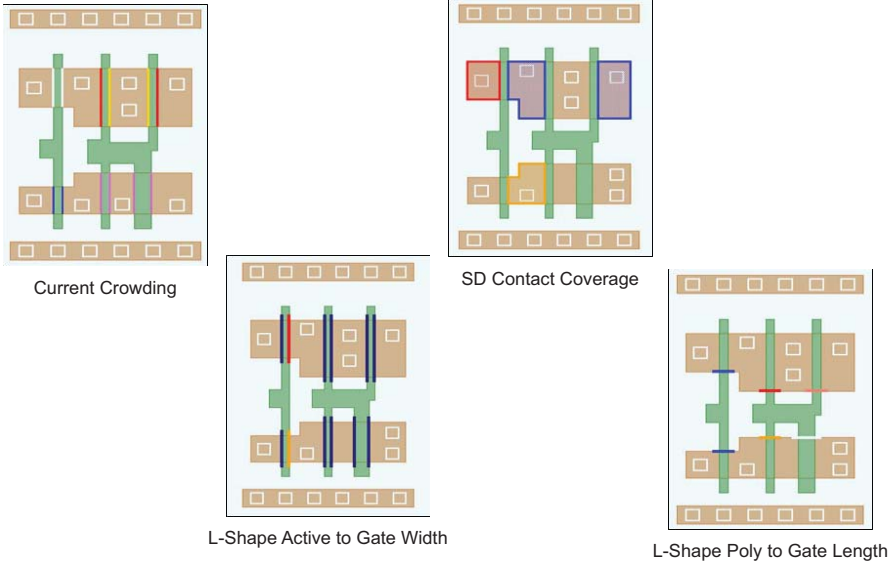 Current Crowding
SD Contact Coverage
L-Shape Active to Gate Width
L-Shape Poly to Gate Length